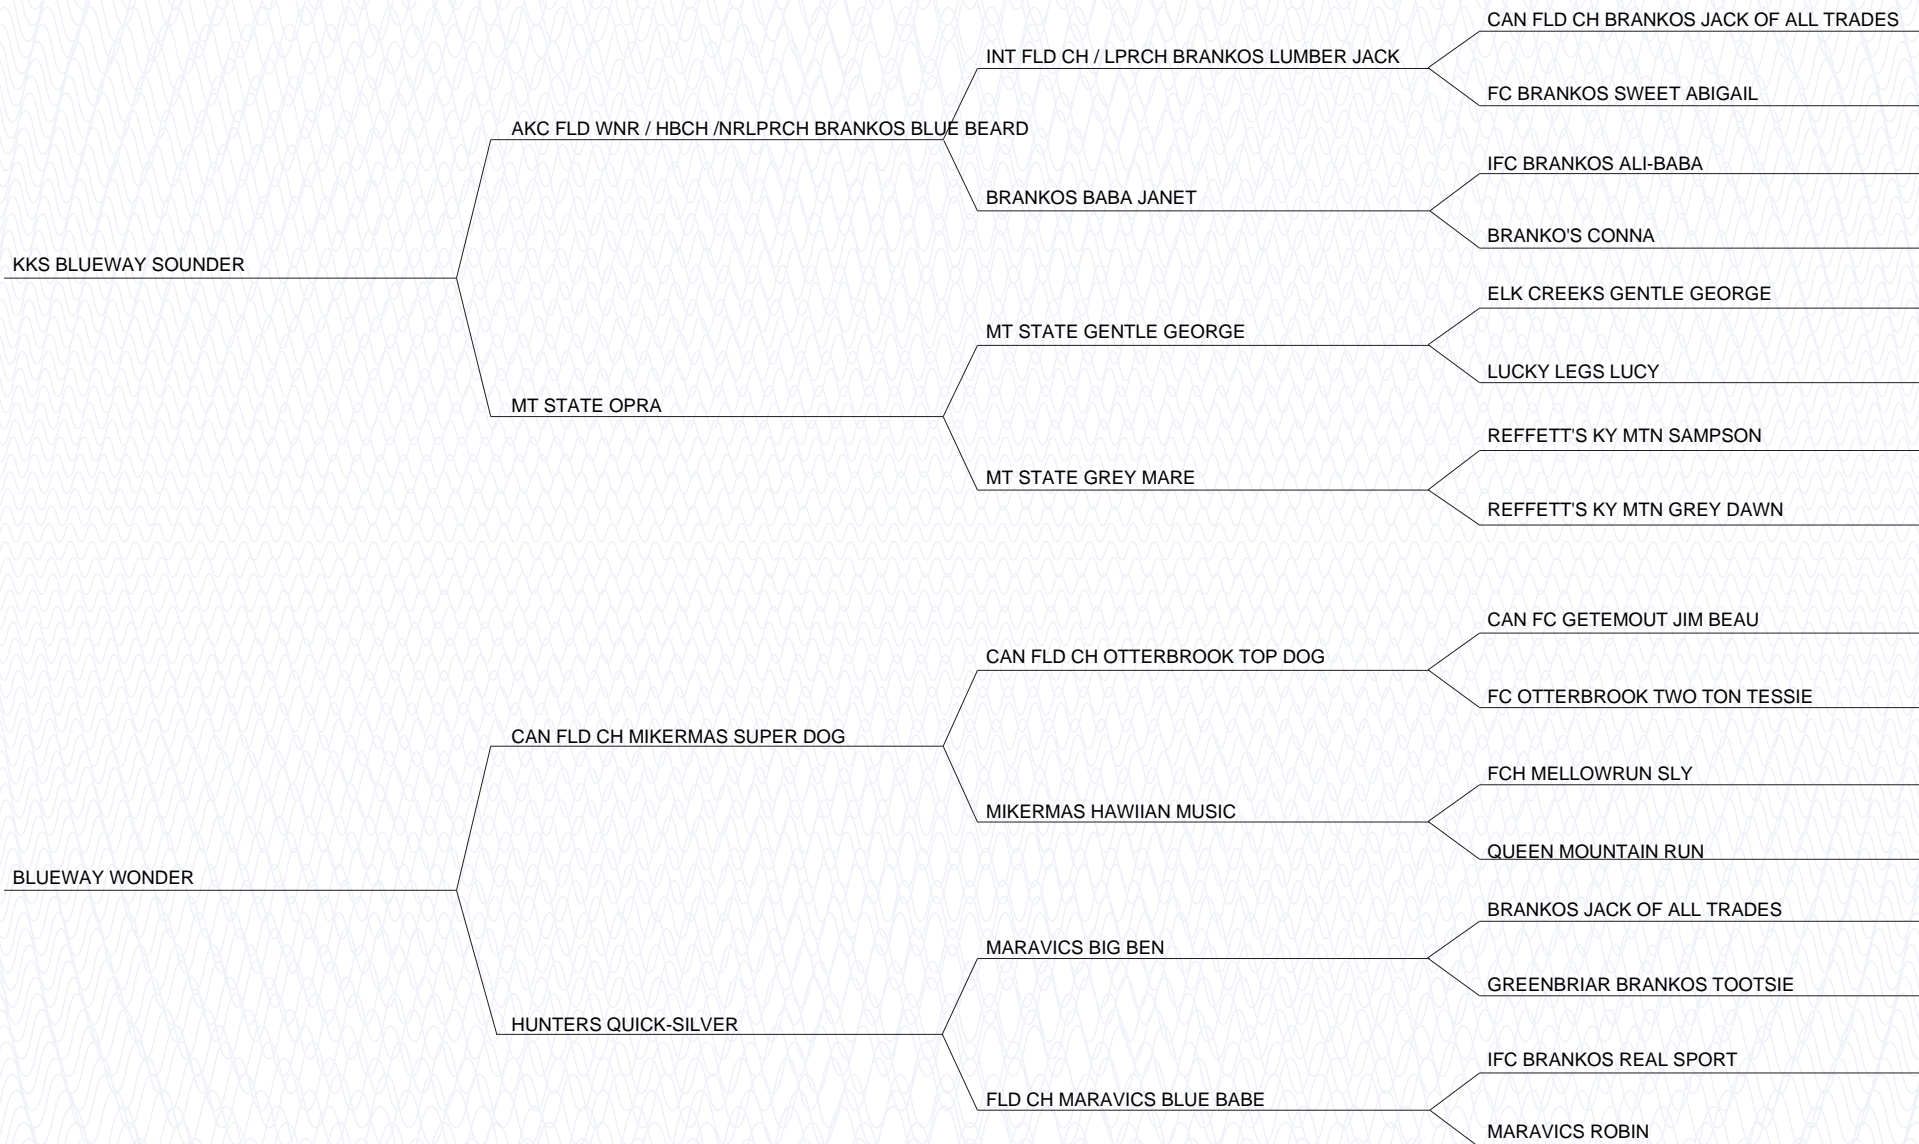 CAN FLD CH BRANKOS JACK OF ALL TRADES
INT FLD CH / LPRCH BRANKOS LUMBER JACK
FC BRANKOS SWEET ABIGAIL
AKC FLD WNR / HBCH /NRLPRCH BRANKOS BLUE BEARD
IFC BRANKOS ALI-BABA
BRANKOS BABA JANET
BRANKO'S CONNA
KKS BLUEWAY SOUNDER
ELK CREEKS GENTLE GEORGE
MT STATE GENTLE GEORGE
LUCKY LEGS LUCY
MT STATE OPRA
REFFETT'S KY MTN SAMPSON
MT STATE GREY MARE
REFFETT'S KY MTN GREY DAWN
CAN FC GETEMOUT JIM BEAU
CAN FLD CH OTTERBROOK TOP DOG
FC OTTERBROOK TWO TON TESSIE
CAN FLD CH MIKERMAS SUPER DOG
FCH MELLOWRUN SLY
MIKERMAS HAWIIAN MUSIC
QUEEN MOUNTAIN RUN
BLUEWAY WONDER
BRANKOS JACK OF ALL TRADES
MARAVICS BIG BEN
GREENBRIAR BRANKOS TOOTSIE
HUNTERS QUICK-SILVER
IFC BRANKOS REAL SPORT
FLD CH MARAVICS BLUE BABE
MARAVICS ROBIN